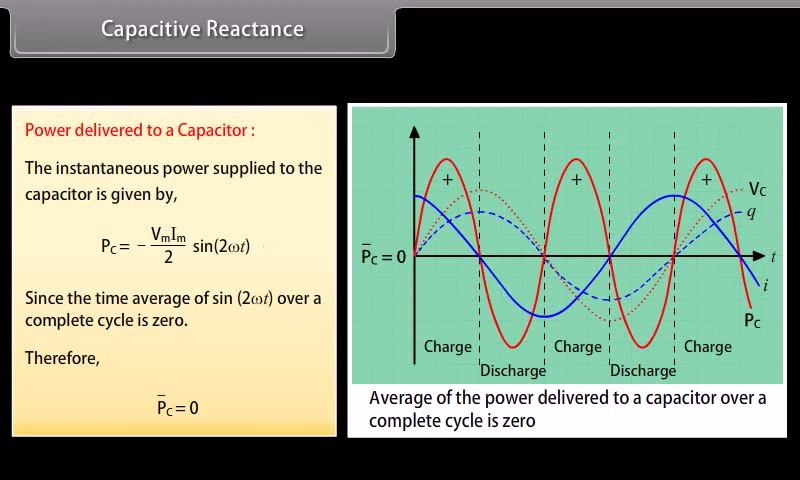 Capacitive Reactance
Power delivered to a Capacitor :
The instantaneous power supplied to the
capacitor is given by,
P_C = − V_m I_m / 2 sin(2ωt)
Since the time average of sin (2ωt) over a
complete cycle is zero.
Therefore,
P̄_C = 0
+ + +
V_C
q
P̄_C = 0
t
i
P_C
Charge Charge Charge
Discharge Discharge
Average of the power delivered to a capacitor over a
complete cycle is zero